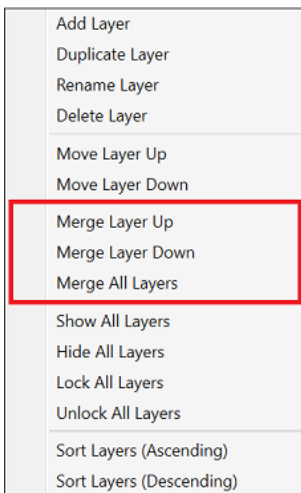 Add Layer
Duplicate Layer
Rename Layer
Delete Layer
Move Layer Up
Move Layer Down
Merge Layer Up
Merge Layer Down
Merge All Layers
Show All Layers
Hide All Layers
Lock All Layers
Unlock All Layers
Sort Layers (Ascending)
Sort Layers (Descending)